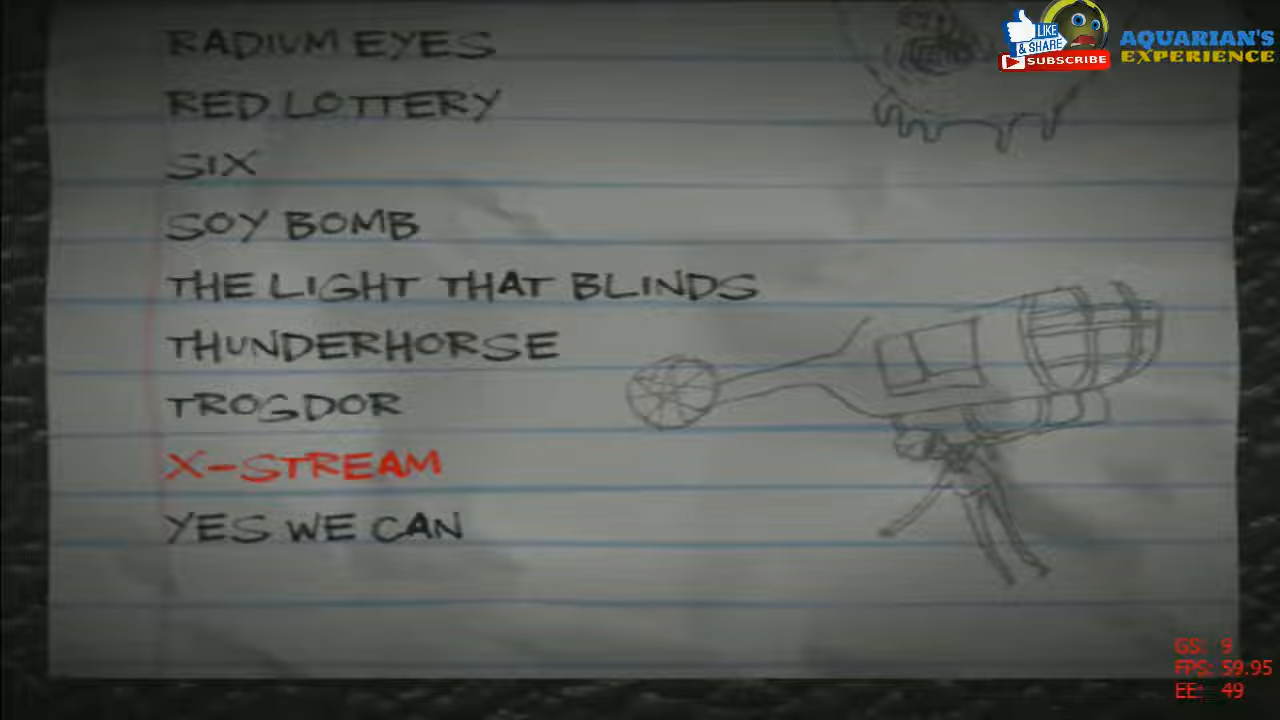 RADIUM EYES
RED LOTTERY
SIX
SOY BOMB
THE LIGHT THAT BLINDS
THUNDERHORSE
TROGDOR
X-STREAM
YES WE CAN
LIKE
& SHARE
SUBSCRIBE
AQUARIAN'S
EXPERIENCE
GS: 9
FPS: 59.95
EE: 49